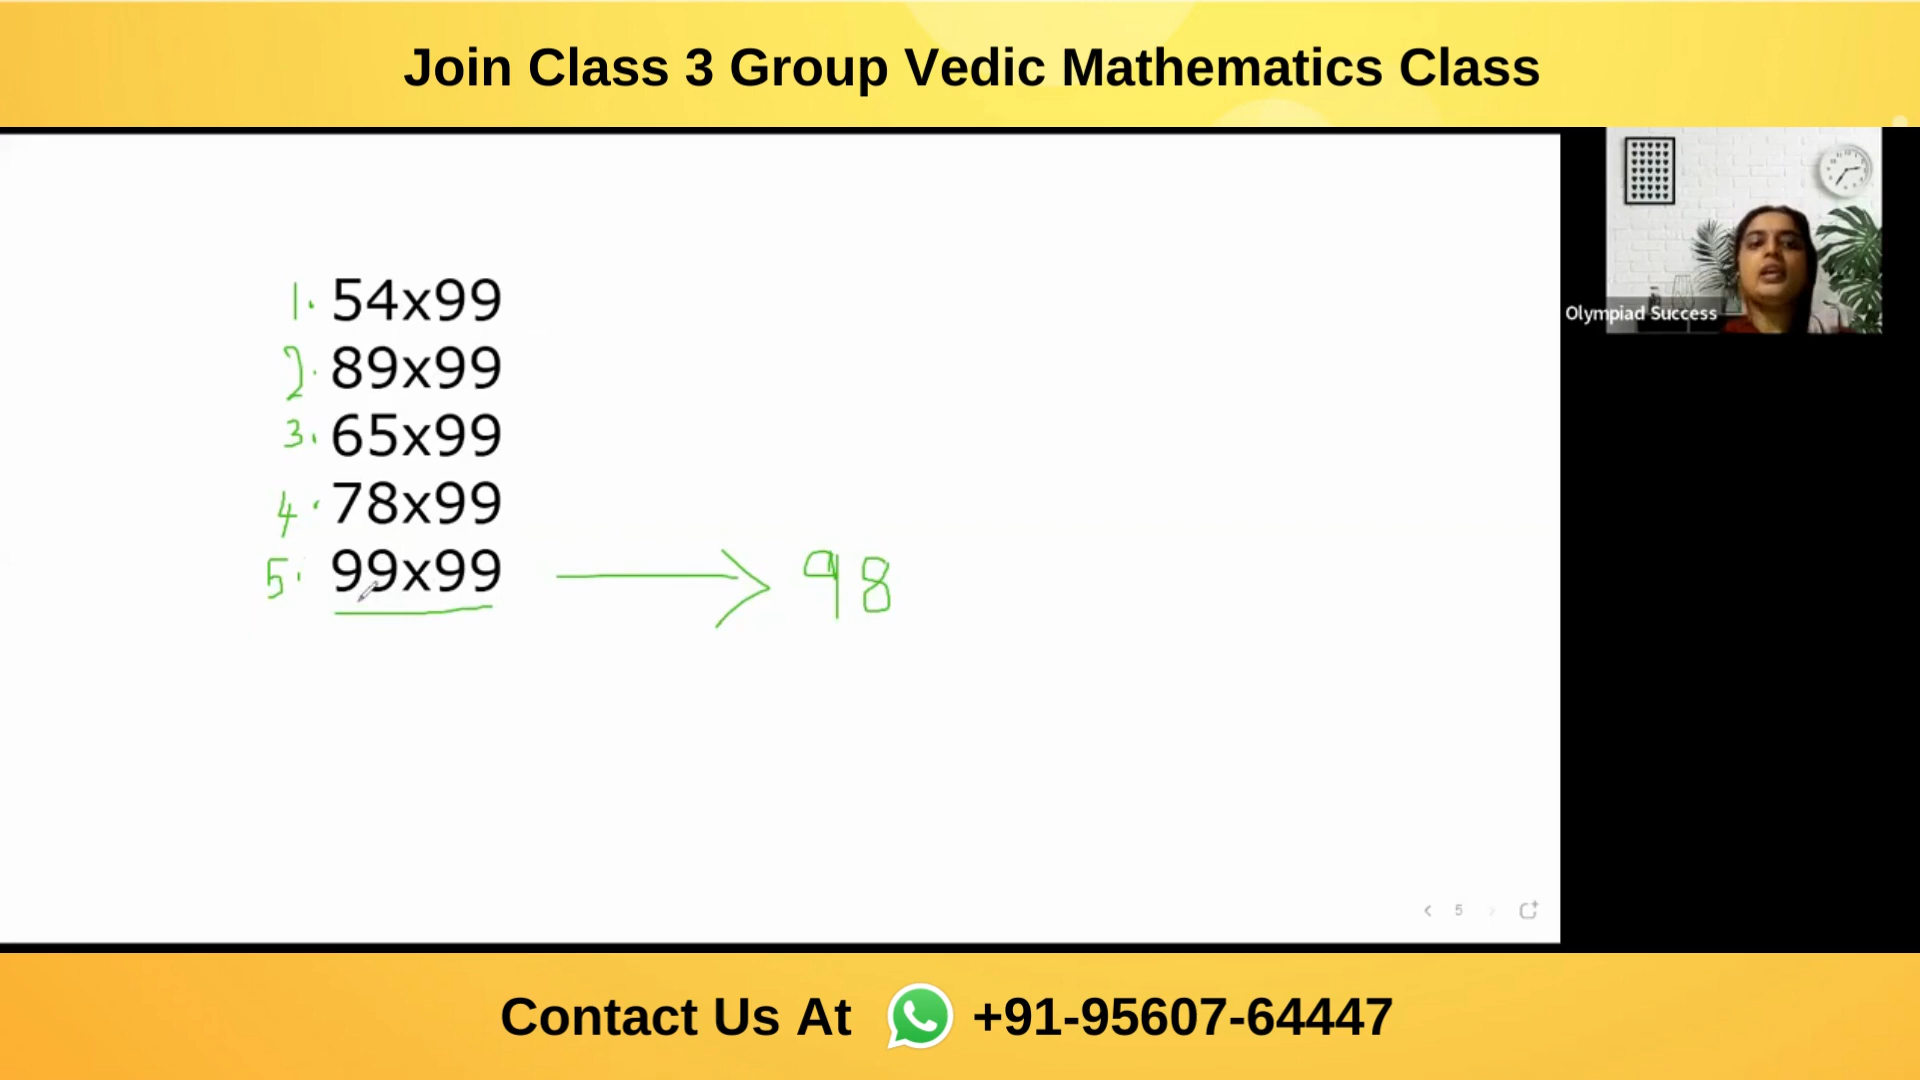 Join Class 3 Group Vedic Mathematics Class
1. 54x99
2. 89x99
3. 65x99
4. 78x99
5. 99x99 → 98
Olympiad Success
< 5 >
Contact Us At +91-95607-64447